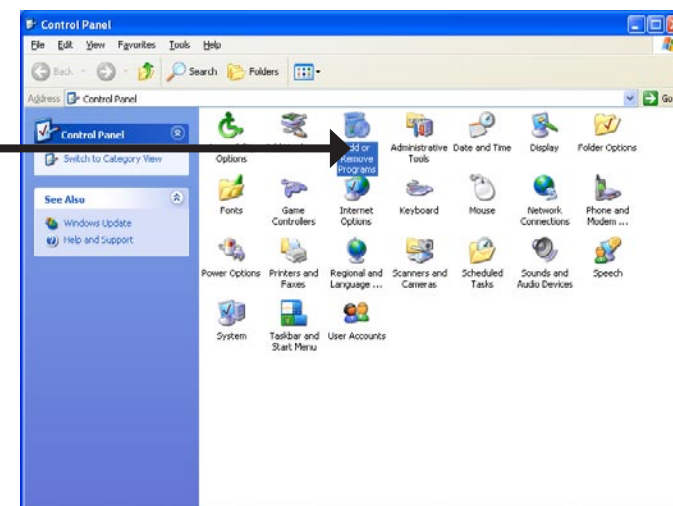 Control Panel
File Edit View Favorites Tools Help
Back Search Folders
Address Control Panel Go
Control Panel
Switch to Category View
See Also
Windows Update
Help and Support
Options
Add or Remove Programs
Administrative Tools
Date and Time
Display
Folder Options
Fonts
Game Controllers
Internet Options
Keyboard
Mouse
Network Connections
Phone and Modem ...
Power Options
Printers and Faxes
Regional and Language ...
Scanners and Cameras
Scheduled Tasks
Sounds and Audio Devices
Speech
System
Taskbar and Start Menu
User Accounts